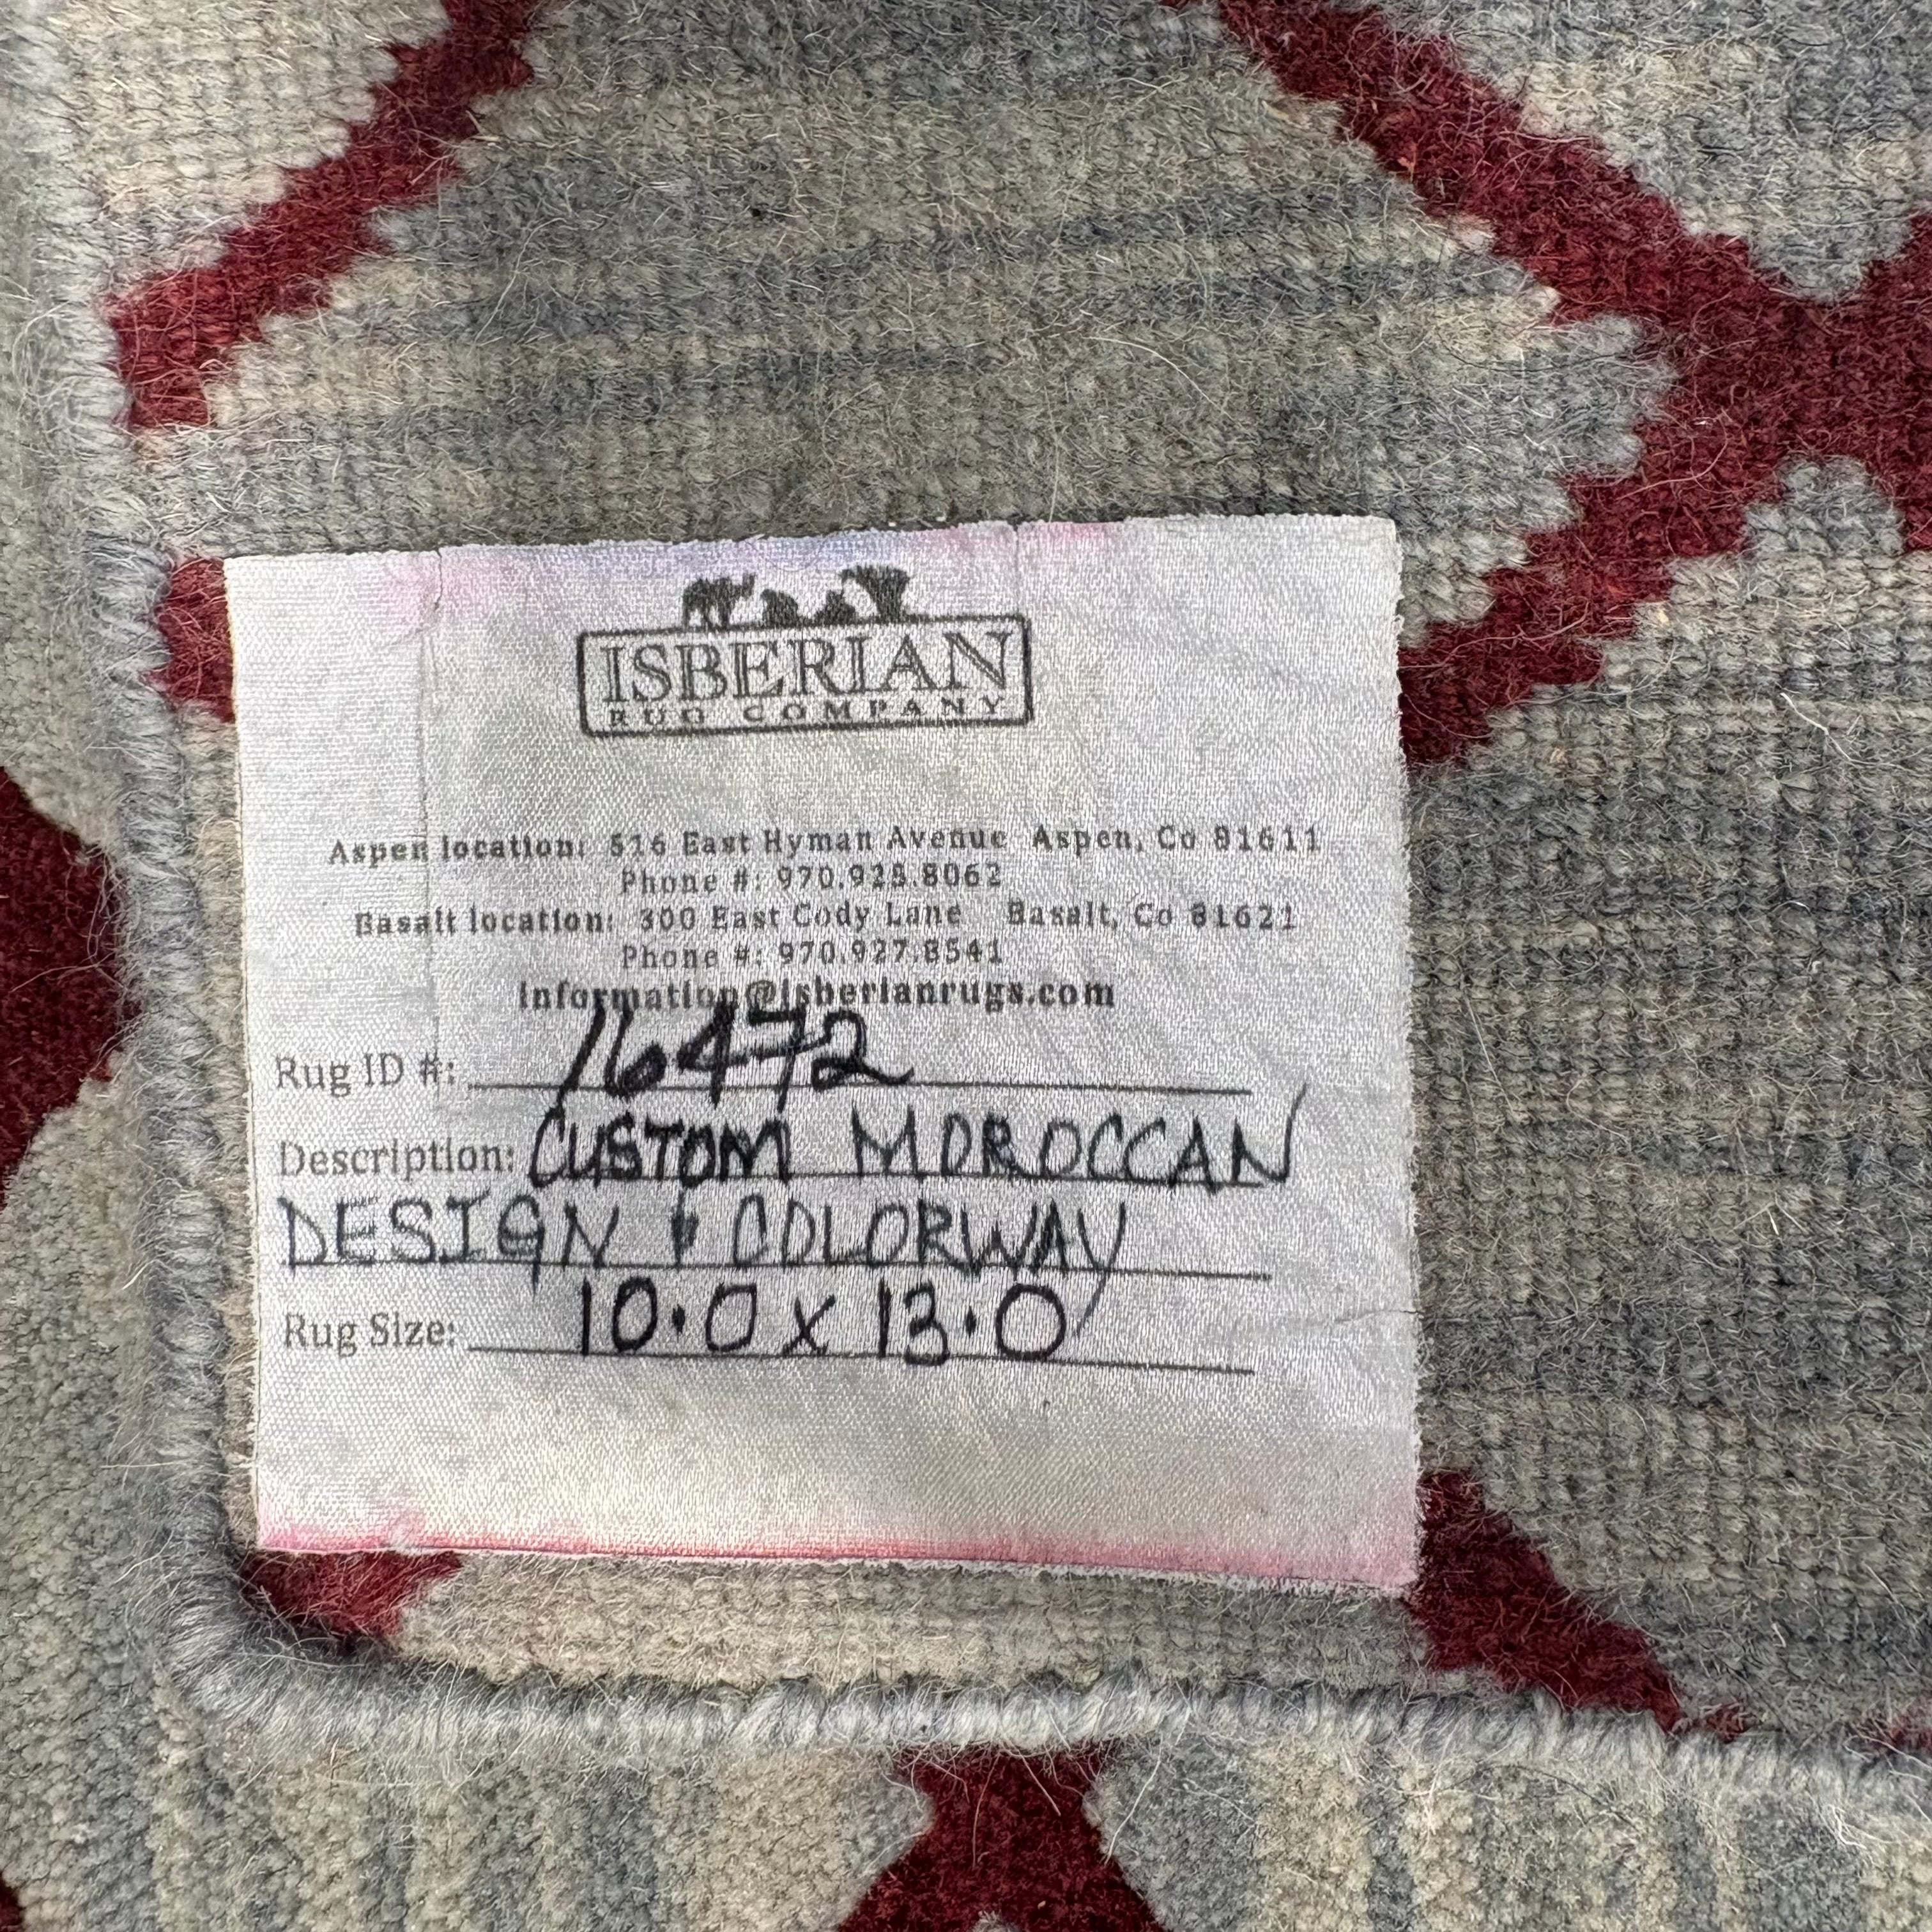 ISBERIAN
RUG COMPANY
Aspen location: 516 East Hyman Avenue Aspen, Co 81611
Phone #: 970.925.8062
Basalt location: 300 East Cody Lane Basalt, Co 81621
Phone #: 970.927.8541
Information@isberianrugs.com
Rug ID #: 16472
Description: CUSTOM MOROCCAN
DESIGN & COLORWAY
Rug Size: 10.0 x 13.0